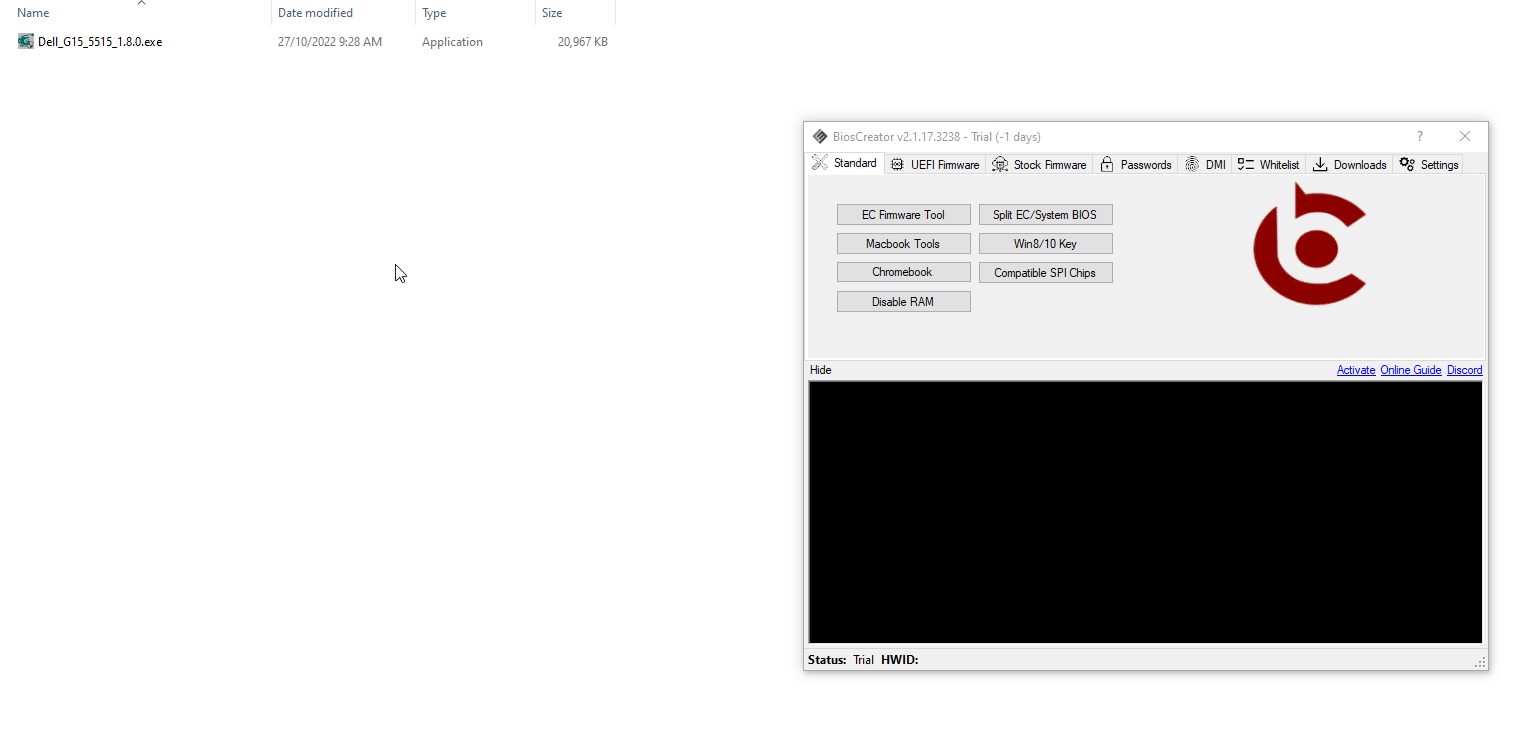 Name Date modified Type Size
Dell_G15_5515_1.8.0.exe 27/10/2022 9:28 AM Application 20,967 KB
BiosCreator v2.1.17.3238 - Trial (-1 days) ?
Standard UEFI Firmware Stock Firmware Passwords DMI Whitelist Downloads Settings
EC Firmware Tool Split EC/System BIOS
Macbook Tools Win8/10 Key
Chromebook Compatible SPI Chips
Disable RAM
Hide Activate Online Guide Discord
Status: Trial HWID: